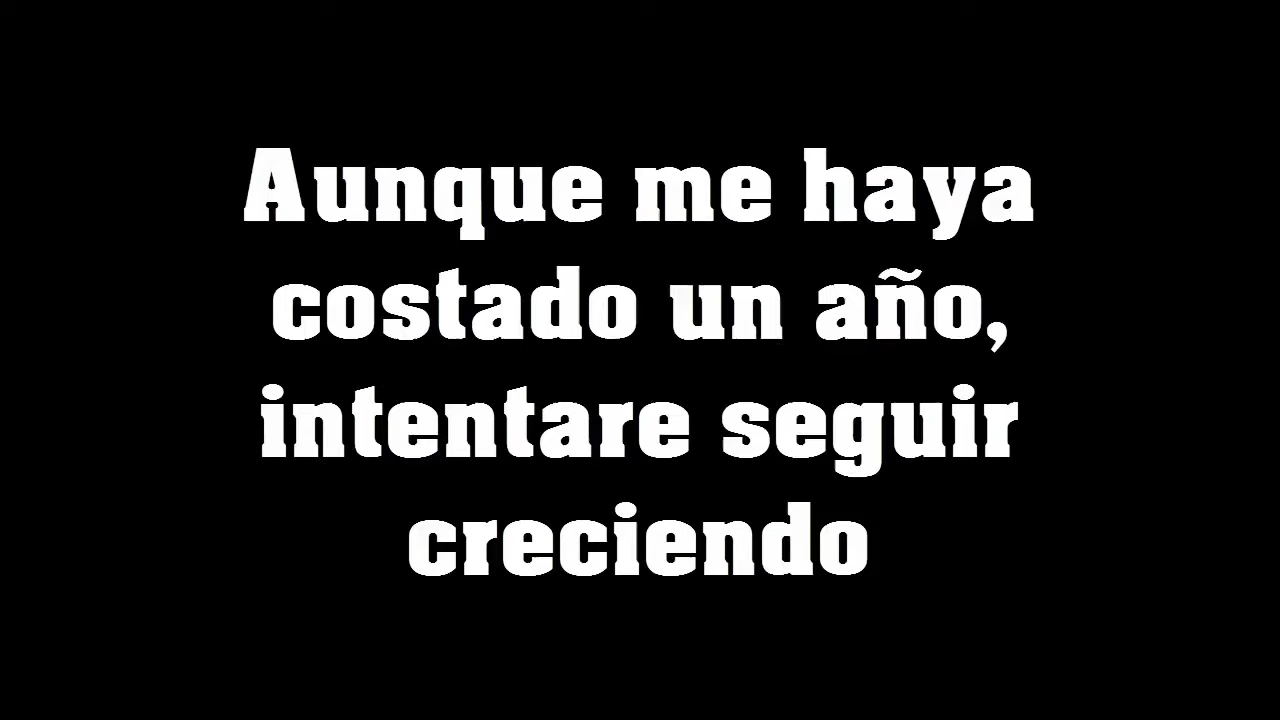 Aunque me haya
costado un año,
intentare seguir
creciendo